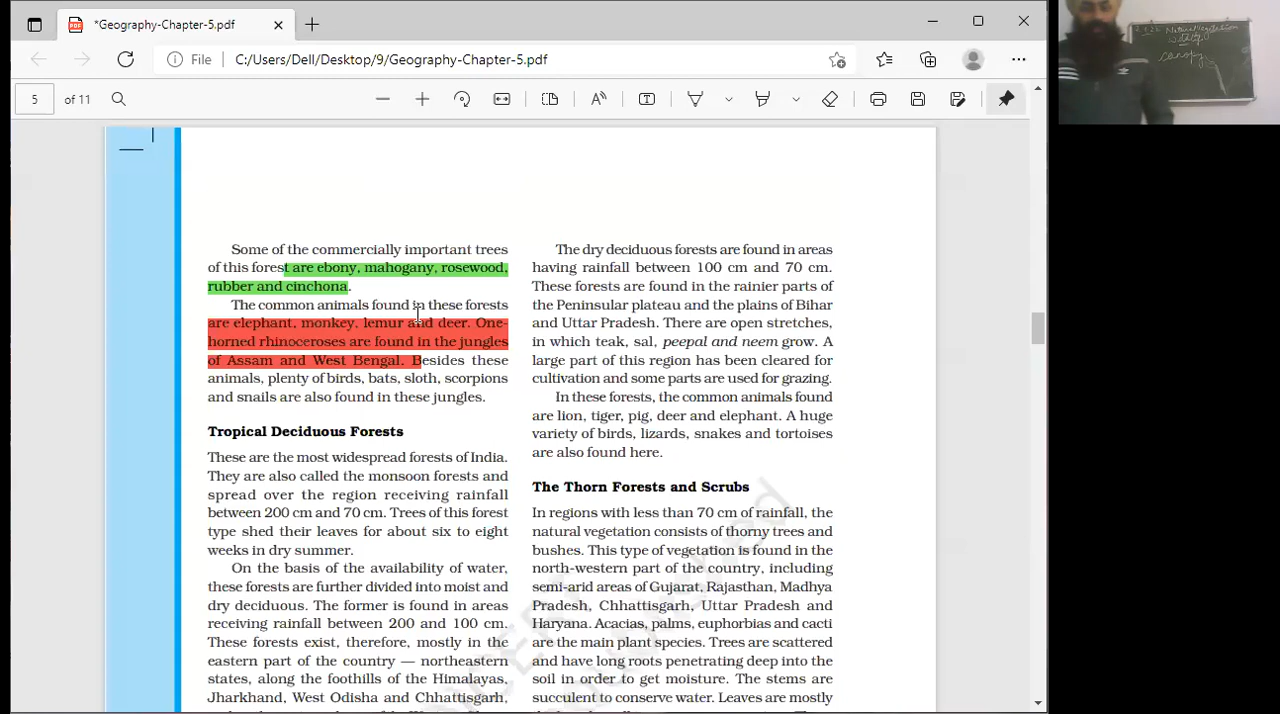 *Geography-Chapter-5.pdf
File C:/Users/Dell/Desktop/9/Geography-Chapter-5.pdf
5 of 11
Natural Vegetation
canopy
Some of the commercially important trees
of this forest are ebony, mahogany, rosewood,
rubber and cinchona.
The common animals found in these forests
are elephant, monkey, lemur and deer. One-
horned rhinoceroses are found in the jungles
of Assam and West Bengal. Besides these
animals, plenty of birds, bats, sloth, scorpions
and snails are also found in these jungles.
Tropical Deciduous Forests
These are the most widespread forests of India.
They are also called the monsoon forests and
spread over the region receiving rainfall
between 200 cm and 70 cm. Trees of this forest
type shed their leaves for about six to eight
weeks in dry summer.
On the basis of the availability of water,
these forests are further divided into moist and
dry deciduous. The former is found in areas
receiving rainfall between 200 and 100 cm.
These forests exist, therefore, mostly in the
eastern part of the country — northeastern
states, along the foothills of the Himalayas,
Jharkhand, West Odisha and Chhattisgarh,
The dry deciduous forests are found in areas
having rainfall between 100 cm and 70 cm.
These forests are found in the rainier parts of
the Peninsular plateau and the plains of Bihar
and Uttar Pradesh. There are open stretches,
in which teak, sal, peepal and neem grow. A
large part of this region has been cleared for
cultivation and some parts are used for grazing.
In these forests, the common animals found
are lion, tiger, pig, deer and elephant. A huge
variety of birds, lizards, snakes and tortoises
are also found here.
The Thorn Forests and Scrubs
In regions with less than 70 cm of rainfall, the
natural vegetation consists of thorny trees and
bushes. This type of vegetation is found in the
north-western part of the country, including
semi-arid areas of Gujarat, Rajasthan, Madhya
Pradesh, Chhattisgarh, Uttar Pradesh and
Haryana. Acacias, palms, euphorbias and cacti
are the main plant species. Trees are scattered
and have long roots penetrating deep into the
soil in order to get moisture. The stems are
succulent to conserve water. Leaves are mostly